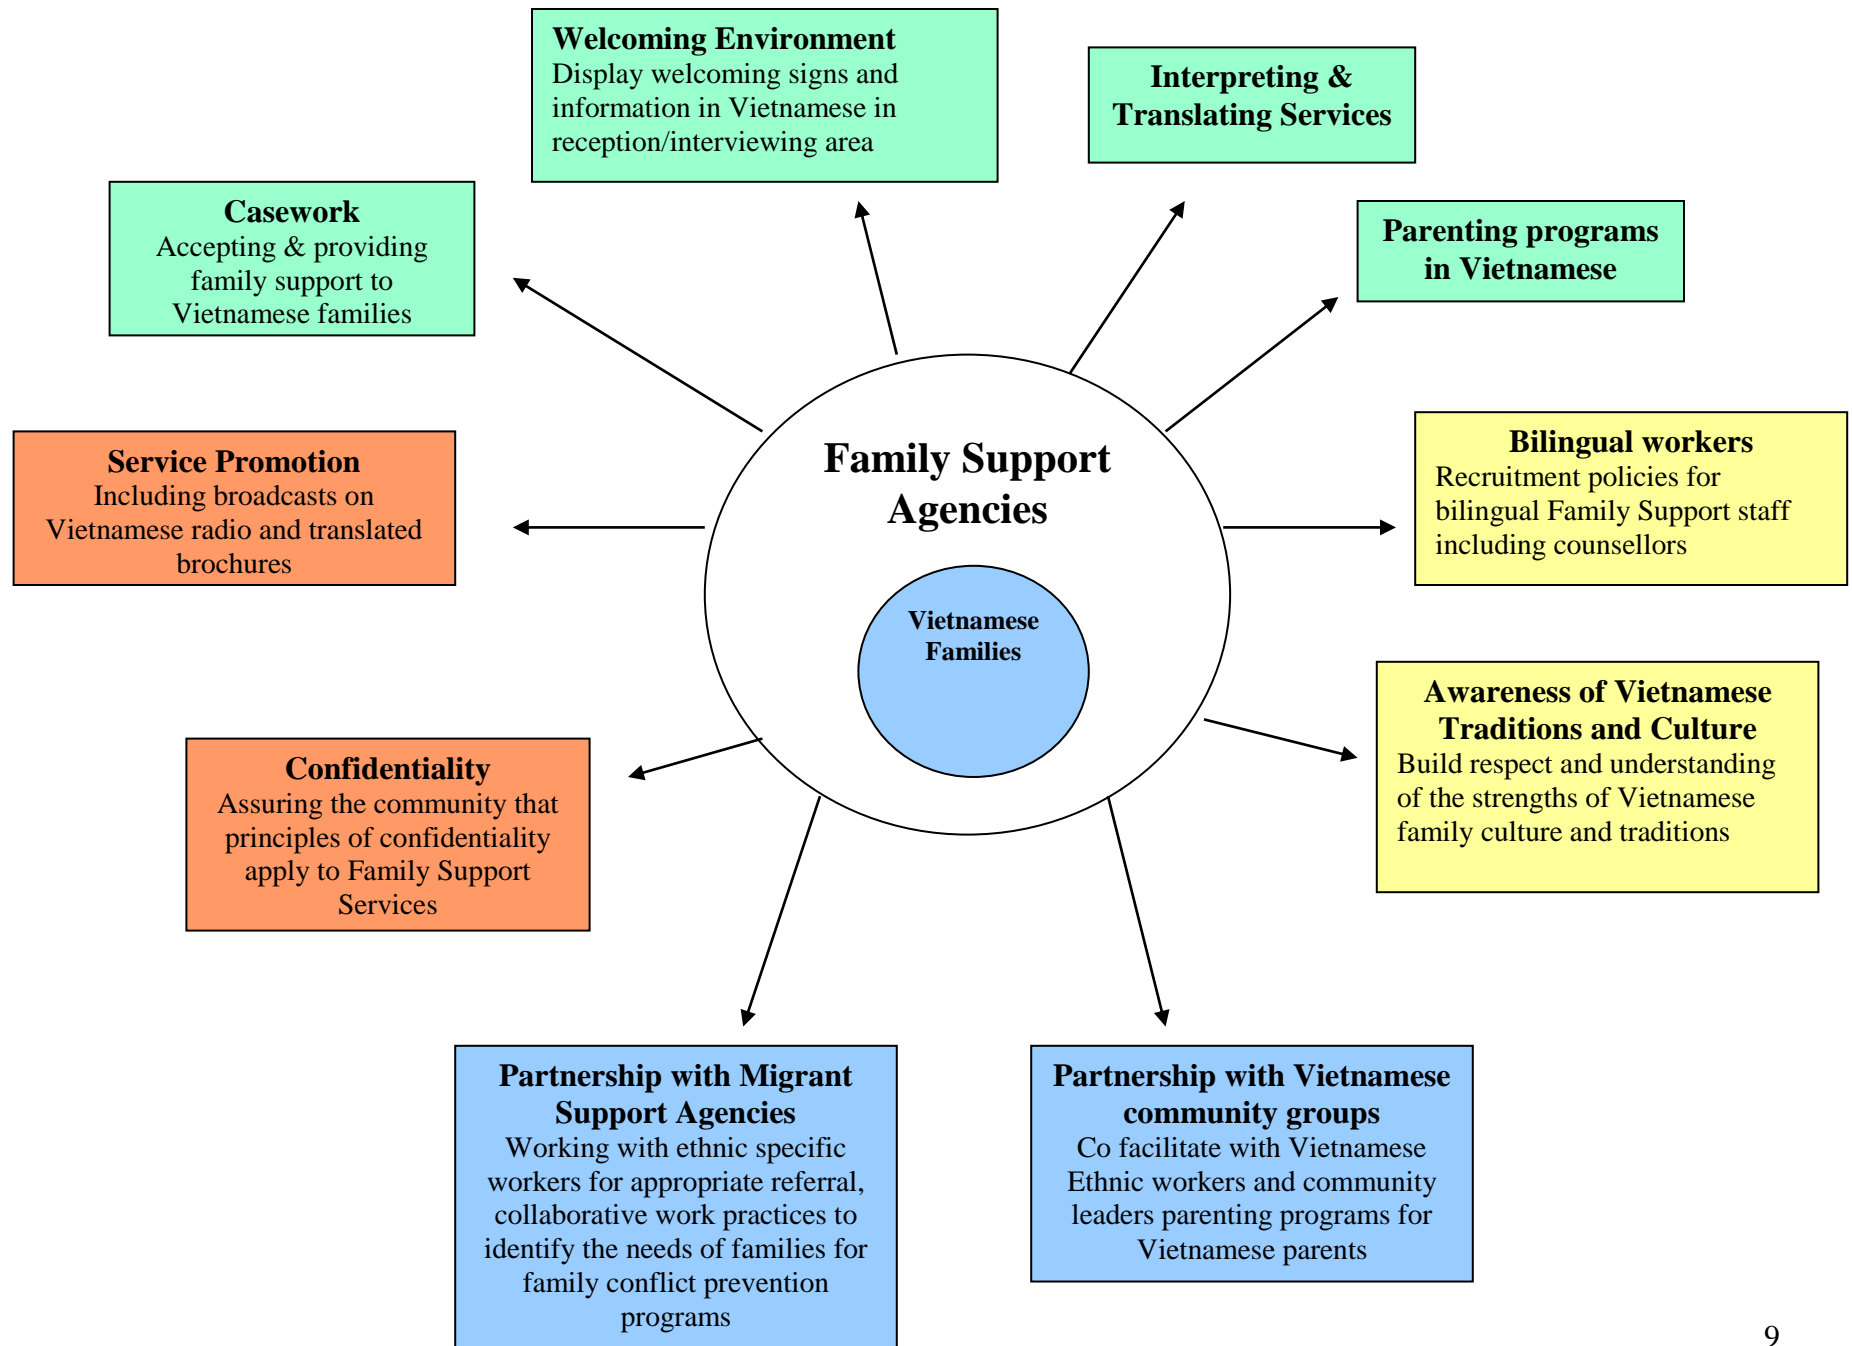 Welcoming Environment
Display welcoming signs and
information in Vietnamese in
reception/interviewing area
Interpreting &
Translating Services
Casework
Accepting & providing
family support to
Vietnamese families
Parenting programs
in Vietnamese
Service Promotion
Including broadcasts on
Vietnamese radio and translated
brochures
Family Support
Agencies
Vietnamese
Families
Bilingual workers
Recruitment policies for
bilingual Family Support staff
including counsellors
Awareness of Vietnamese
Traditions and Culture
Build respect and understanding
of the strengths of Vietnamese
family culture and traditions
Confidentiality
Assuring the community that
principles of confidentiality
apply to Family Support
Services
Partnership with Migrant
Support Agencies
Working with ethnic specific
workers for appropriate referral,
collaborative work practices to
identify the needs of families for
family conflict prevention
programs
Partnership with Vietnamese
community groups
Co facilitate with Vietnamese
Ethnic workers and community
leaders parenting programs for
Vietnamese parents
9